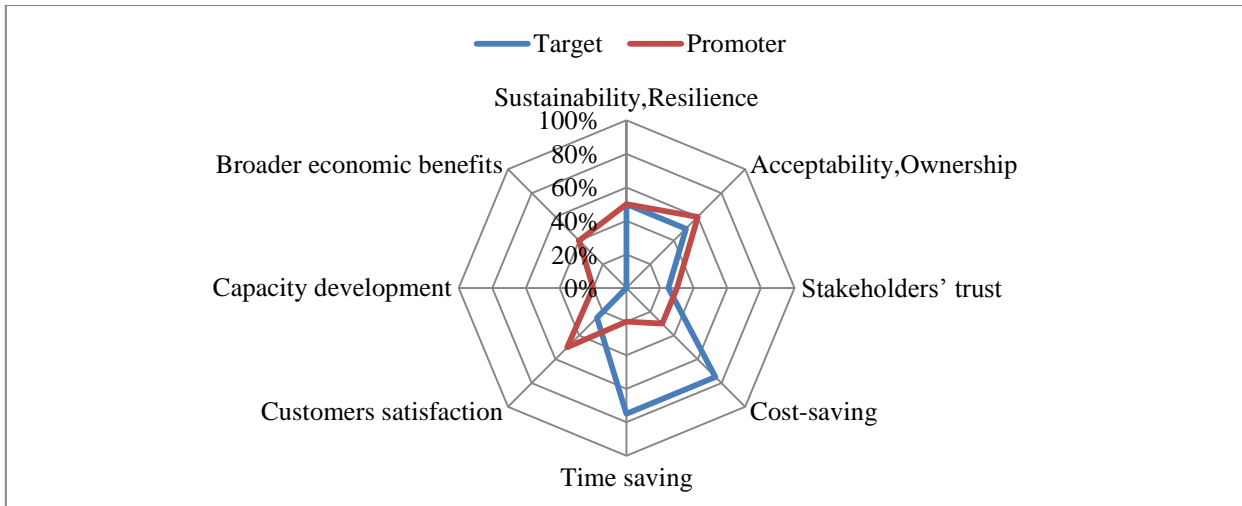 Target Promoter
Sustainability,Resilience
100%
Broader economic benefits 80% Acceptability,Ownership
60%
40%
20%
Capacity development 0% Stakeholders’ trust
Customers satisfaction Cost-saving
Time saving